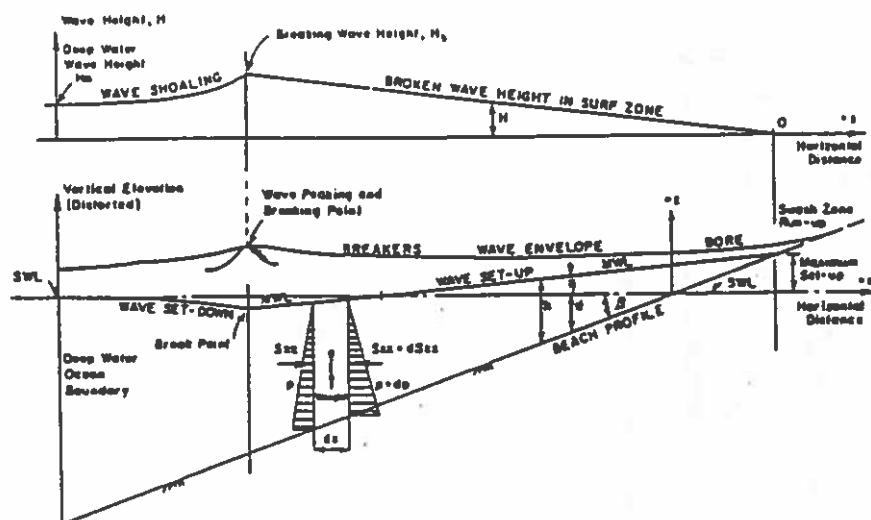 Wave Height, H
Breaking Wave Height, H_b
Deep Water
Wave Height
H∞
WAVE SHOALING
BROKEN WAVE HEIGHT IN SURF ZONE
H
O
Horizontal
Distance
Vertical Elevation
(Distorted)
Wave Peaking and
Breaking Point
Swash Zone
Run-up
BREAKERS
WAVE ENVELOPE
BORE
SWL
WAVE SET-UP
MWL
Maximum
Set-up
WAVE SET-DOWN
MWL
SWL
Horizontal
Distance
Break Point
h
d
β
BEACH PROFILE
Deep Water
Ocean
Boundary
Sxx
Sxx + dSxx
p
p + dp
dx